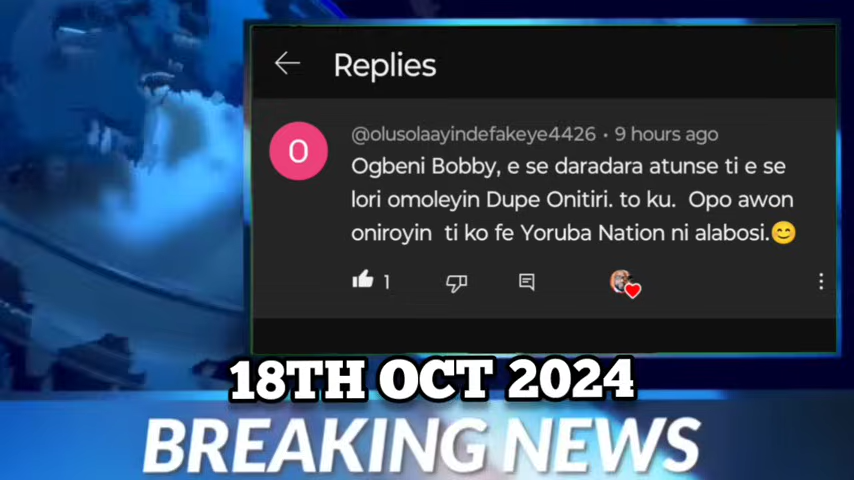 Replies
O
@olusolaayindefakeye4426 • 9 hours ago
Ogbeni Bobby, e se daradara atunse ti e se
lori omoleyin Dupe Onitiri. to ku. Opo awon
oniroyin ti ko fe Yoruba Nation ni alabosi.😊
1
18TH OCT 2024
BREAKING NEWS